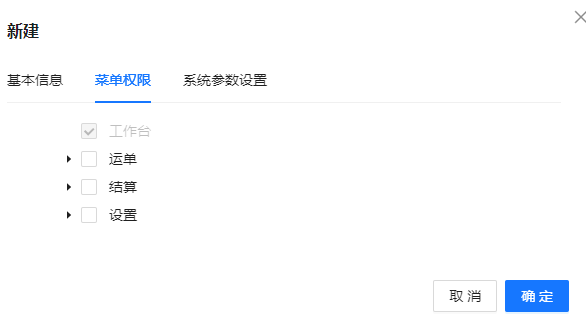 新建
基本信息 菜单权限 系统参数设置
工作台
运单
结算
设置
取 消 确 定